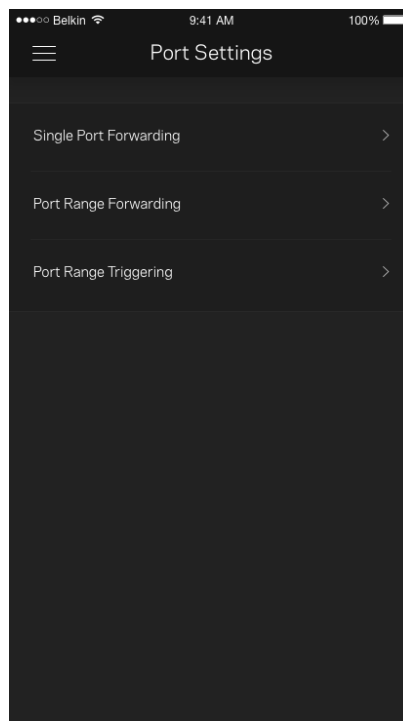 Belkin 9:41 AM 100%
Port Settings
Single Port Forwarding
Port Range Forwarding
Port Range Triggering